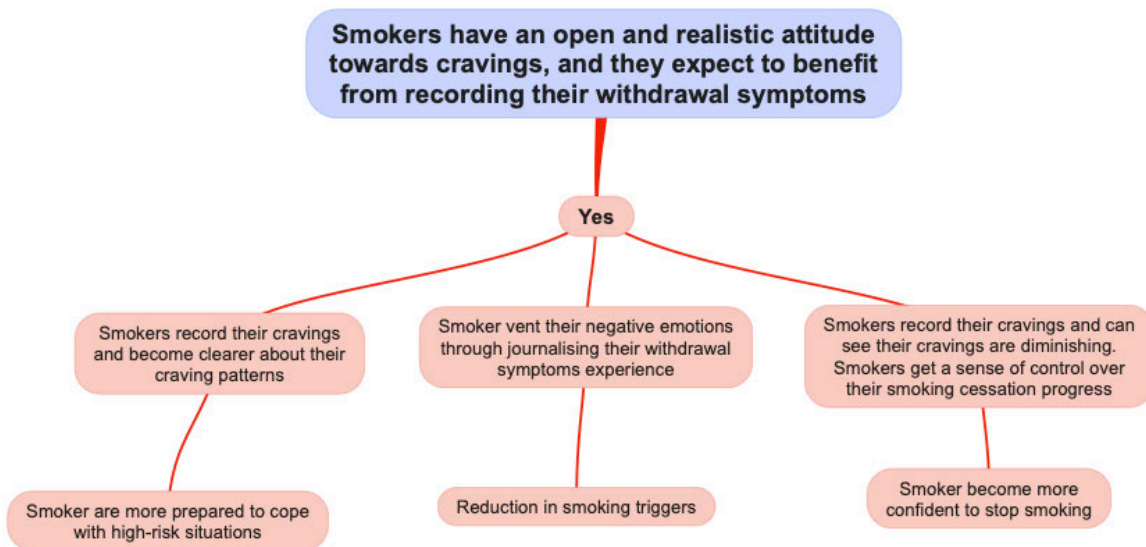 Smokers have an open and realistic attitude
towards cravings, and they expect to benefit
from recording their withdrawal symptoms
Yes
Smokers record their cravings
and become clearer about their
craving patterns
Smoker vent their negative emotions
through journalising their withdrawal
symptoms experience
Smokers record their cravings and can
see their cravings are diminishing.
Smokers get a sense of control over
their smoking cessation progress
Smoker are more prepared to cope
with high-risk situations
Reduction in smoking triggers
Smoker become more
confident to stop smoking